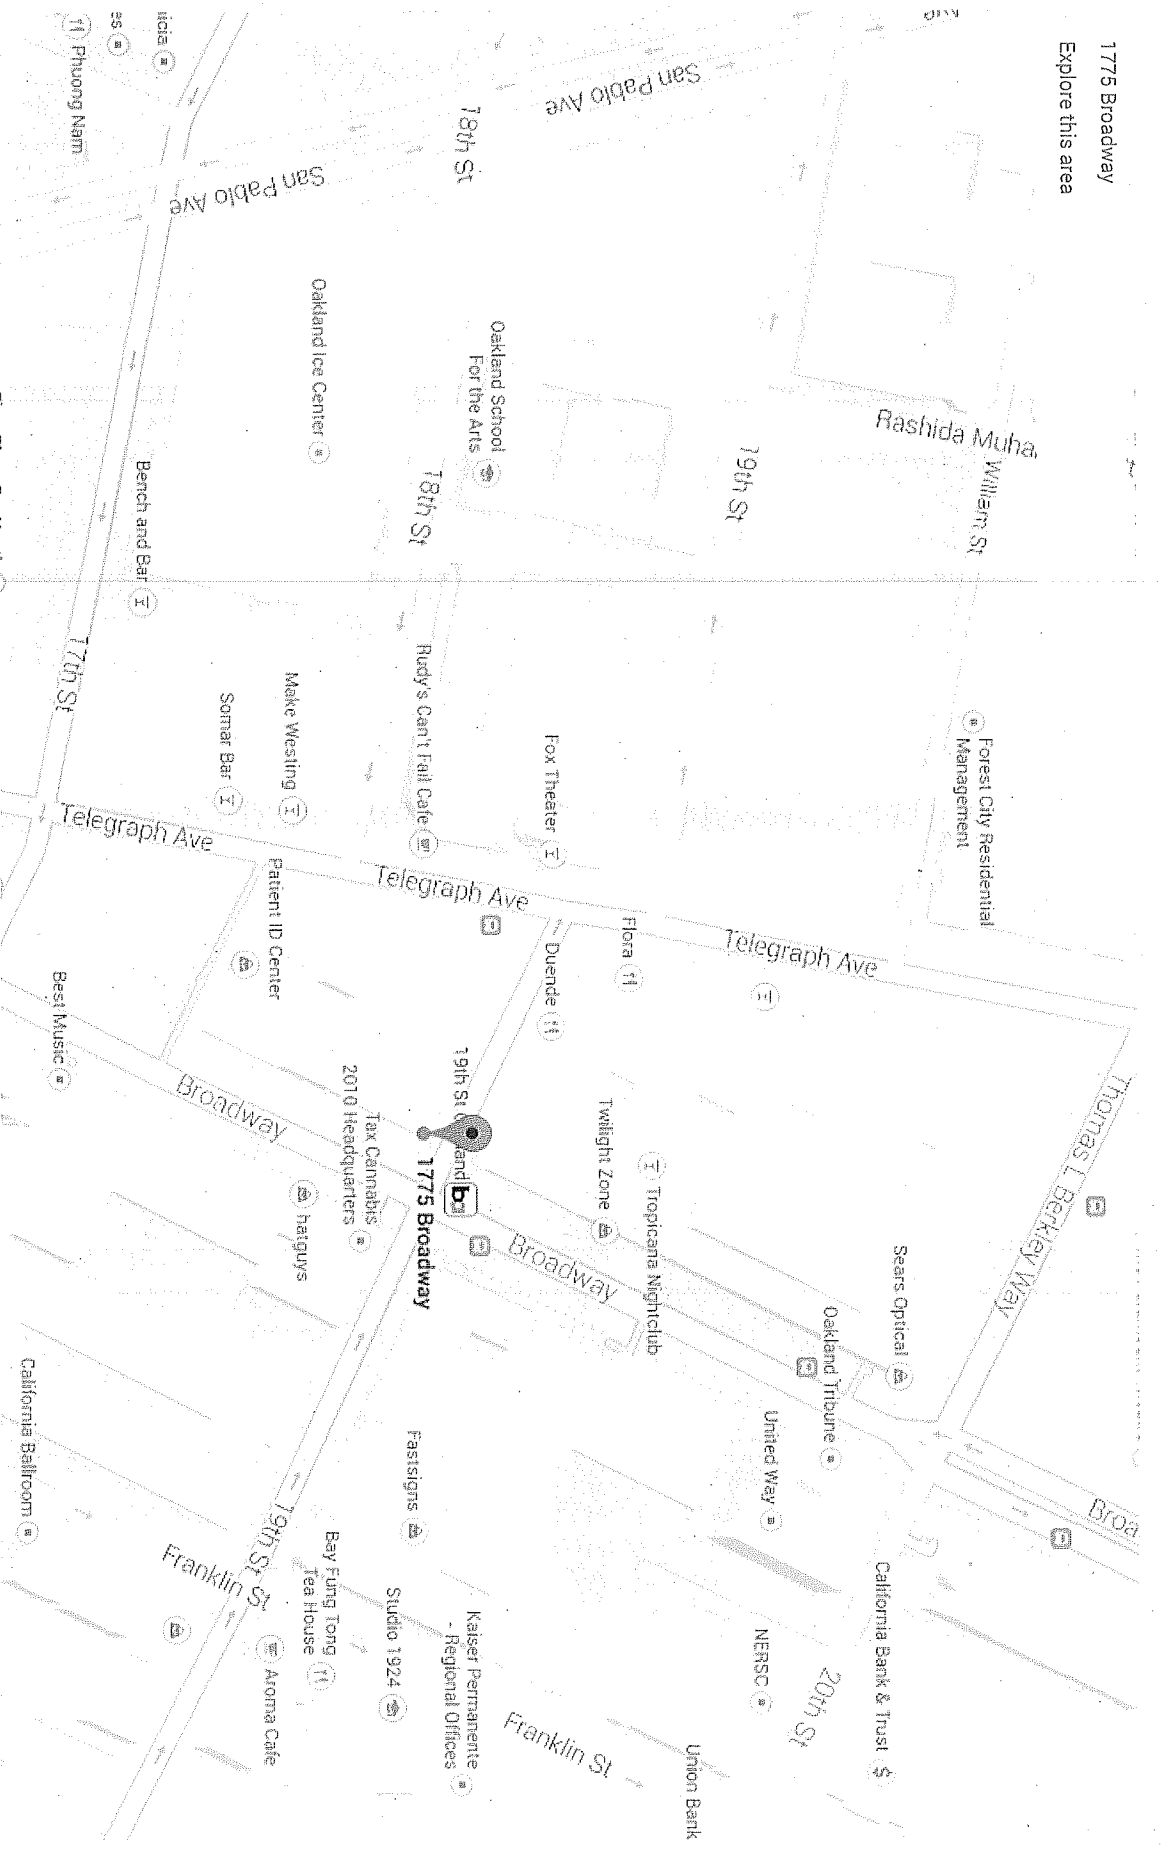 1775 Broadway
Explore this area
San Pablo Ave
18th St
San Pablo Ave
Phuong Nam
Rashida Muha
William St
19th St
Oakland School
For the Arts
Oakland Ice Center
18th St
Bench and Bar
17th St
Forest City Residential
Management
Fox Theater
Rudy's Can't Fail Cafe
Make Westing
Somar Bar
Telegraph Ave
Telegraph Ave
Telegraph Ave
Flora
Duende
Patient ID Center
Best Music
Thomas L Berkley Way
Broadway
19th St
1775 Broadway
Twilight Zone
Tropicana Nightclub
Tax Cannabis
2010 Headquarters
hatguys
Broadway
Sears Optical
Oakland Tribune
United Way
Broa
California Ballroom
Fastsigns
19th St
Franklin St
Bay Fung Tong
Tea House
Studio 1924
Aroma Cafe
Kaiser Permanente
- Regional Offices
California Bank & Trust
NERSC
20th St
Franklin St
Union Bank